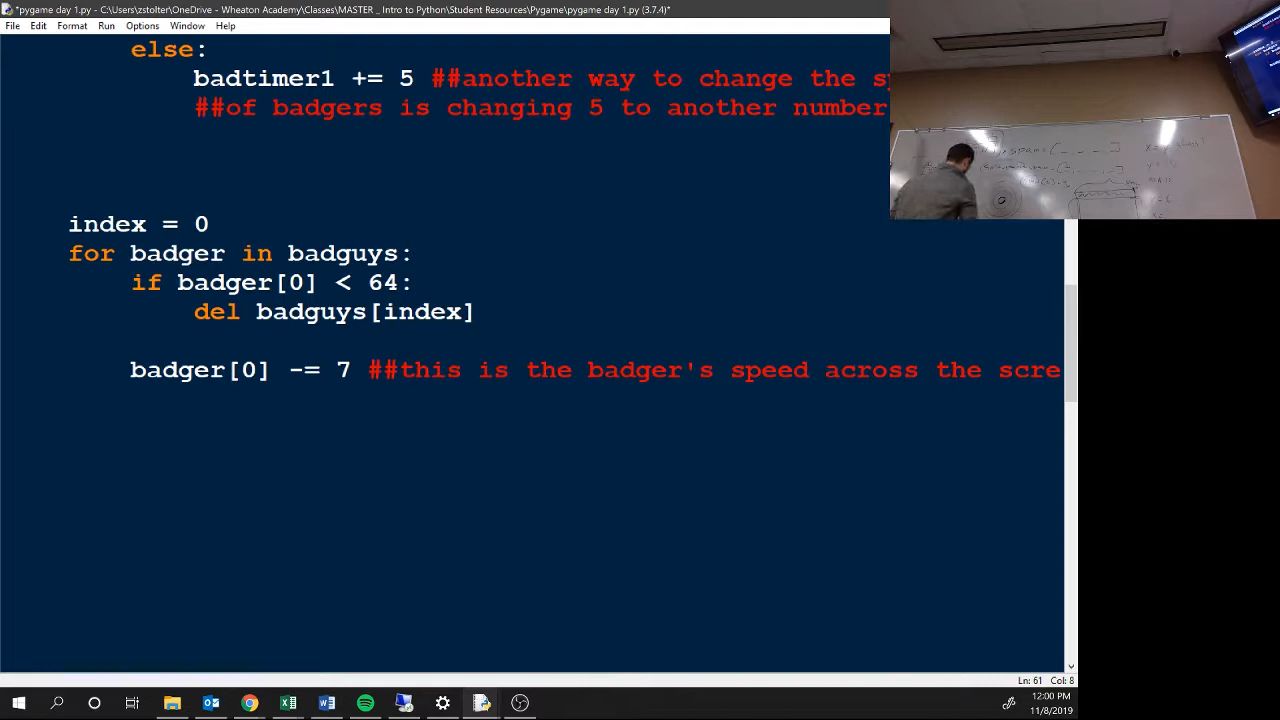 *pygame day 1.py - C:\Users\zstolter\OneDrive - Wheaton Academy\Classes\MASTER _ Intro to Python\Student Resources\Pygame\pygame day 1.py (3.7.4)*
File Edit Format Run Options Window Help
else:
badtimer1 += 5 ##another way to change the s
##of badgers is changing 5 to another number
index = 0
for badger in badguys:
if badger[0] < 64:
del badguys[index]
badger[0] -= 7 ##this is the badger's speed across the scre
Ln: 61 Col: 8
12:00 PM
11/8/2019